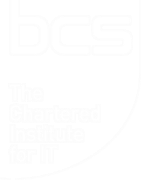 bcs
The
Chartered
Institute
for IT